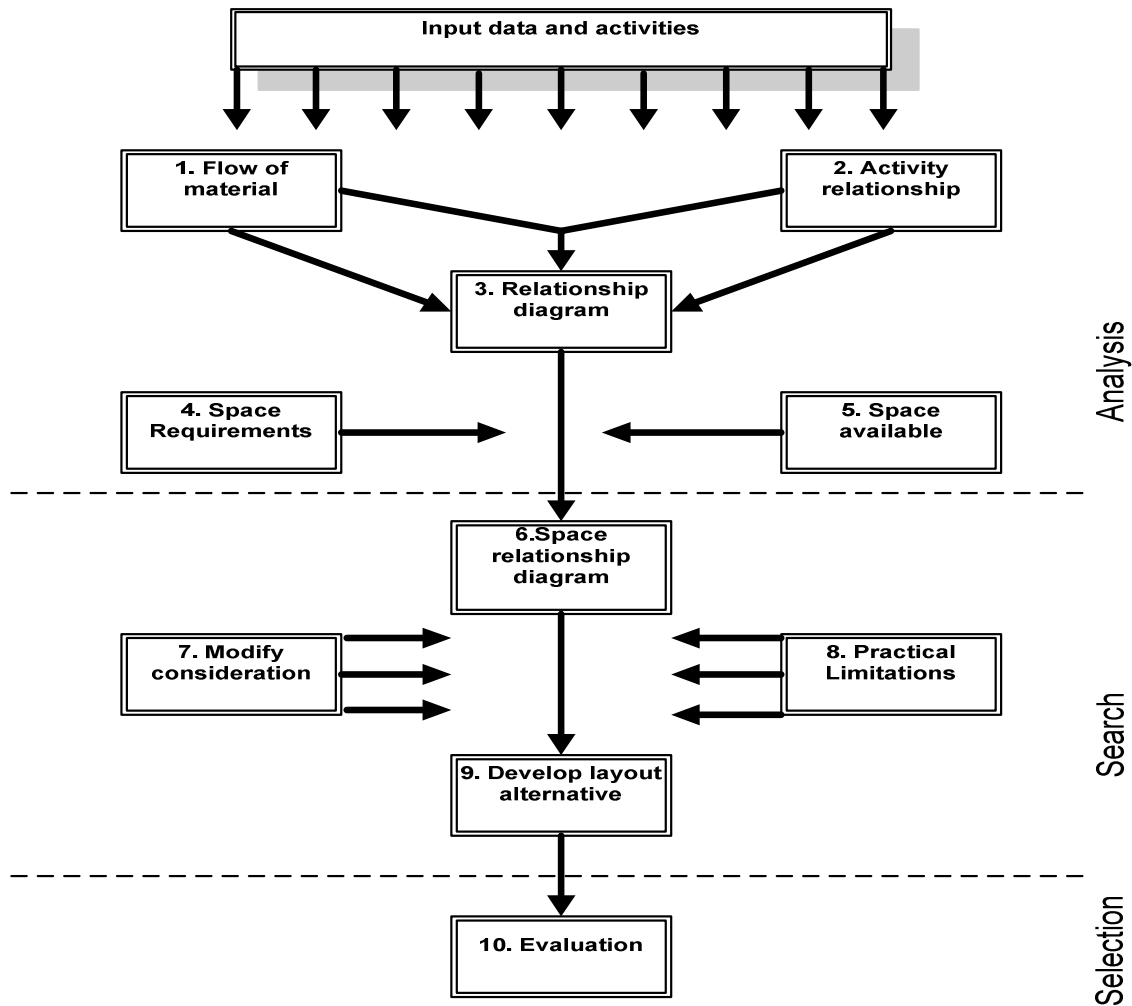 Input data and activities
1. Flow of
material
2. Activity
relationship
3. Relationship
diagram
Analysis
4. Space
Requirements
5. Space
available
6.Space
relationship
diagram
7. Modify
consideration
8. Practical
Limitations
Search
9. Develop layout
alternative
10. Evaluation
Selection